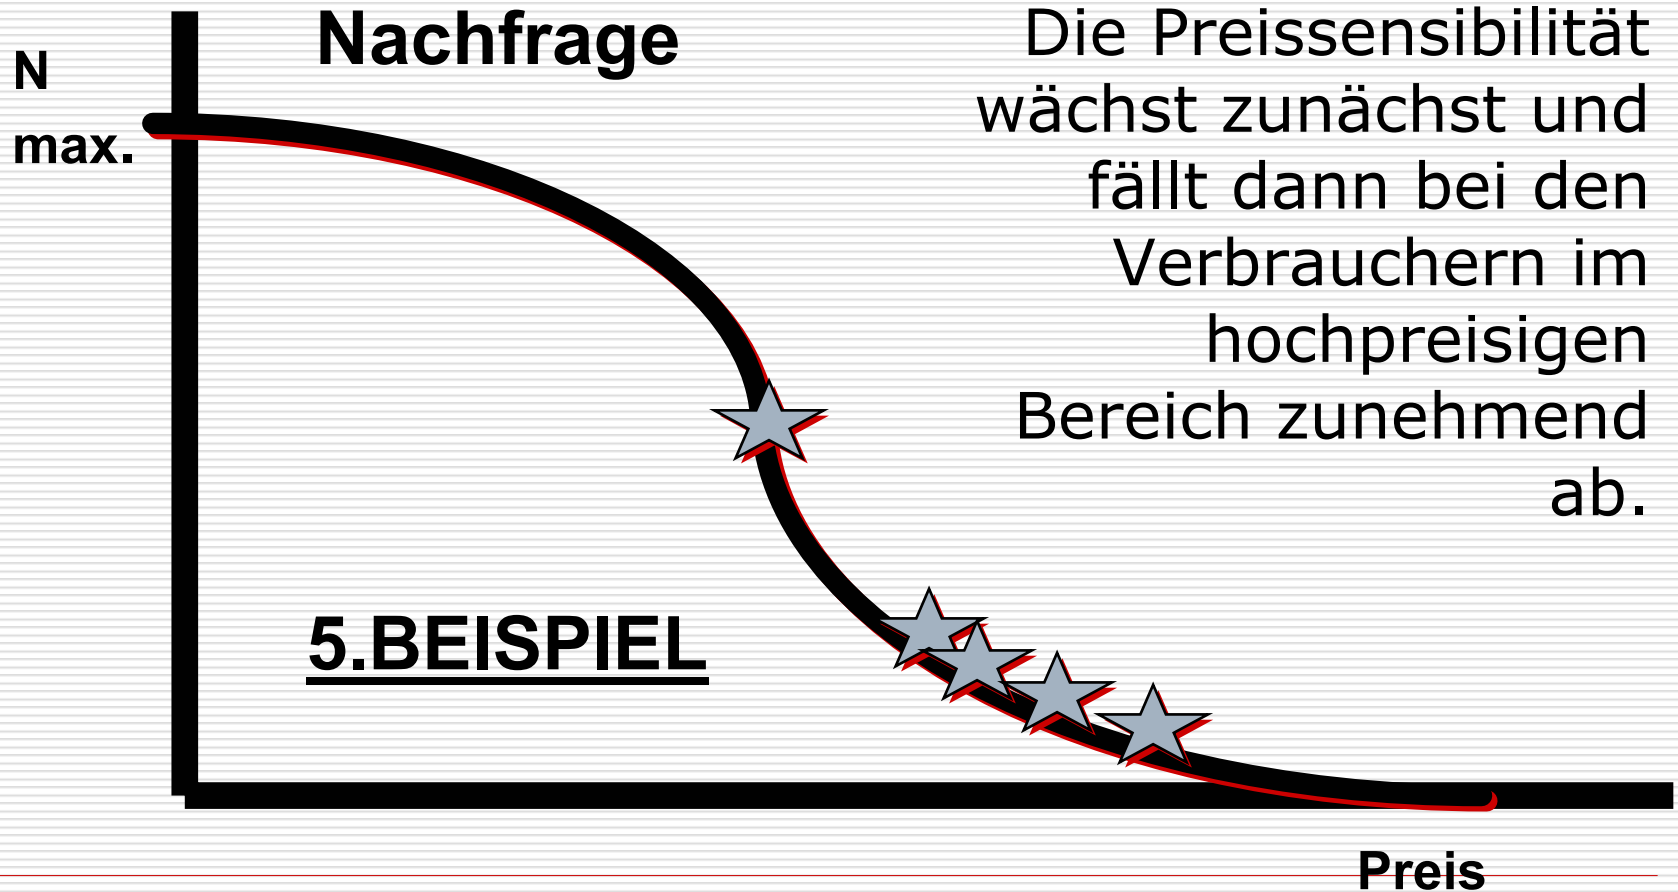 Nachfrage
N
max.
Die Preissensibilität
wächst zunächst und
fällt dann bei den
Verbrauchern im
hochpreisigen
Bereich zunehmend
ab.
5.BEISPIEL
Preis